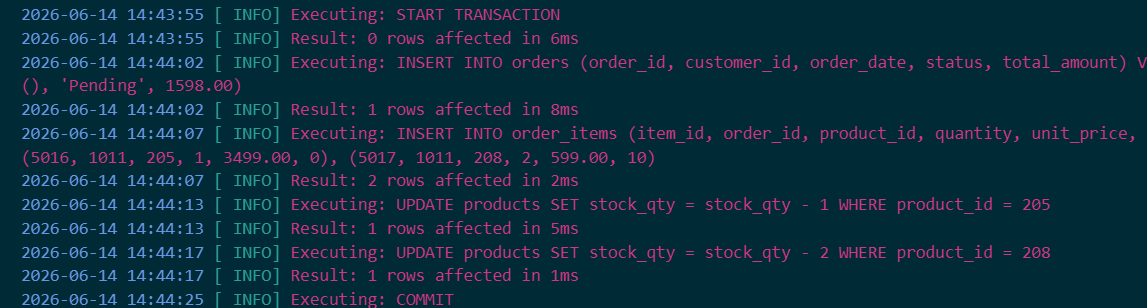 2026-06-14 14:43:55 [ INFO] Executing: START TRANSACTION
2026-06-14 14:43:55 [ INFO] Result: 0 rows affected in 6ms
2026-06-14 14:44:02 [ INFO] Executing: INSERT INTO orders (order_id, customer_id, order_date, status, total_amount) V
(), 'Pending', 1598.00)
2026-06-14 14:44:02 [ INFO] Result: 1 rows affected in 8ms
2026-06-14 14:44:07 [ INFO] Executing: INSERT INTO order_items (item_id, order_id, product_id, quantity, unit_price,
(5016, 1011, 205, 1, 3499.00, 0), (5017, 1011, 208, 2, 599.00, 10)
2026-06-14 14:44:07 [ INFO] Result: 2 rows affected in 2ms
2026-06-14 14:44:13 [ INFO] Executing: UPDATE products SET stock_qty = stock_qty - 1 WHERE product_id = 205
2026-06-14 14:44:13 [ INFO] Result: 1 rows affected in 5ms
2026-06-14 14:44:17 [ INFO] Executing: UPDATE products SET stock_qty = stock_qty - 2 WHERE product_id = 208
2026-06-14 14:44:17 [ INFO] Result: 1 rows affected in 1ms
2026-06-14 14:44:25 [ INFO] Executing: COMMIT